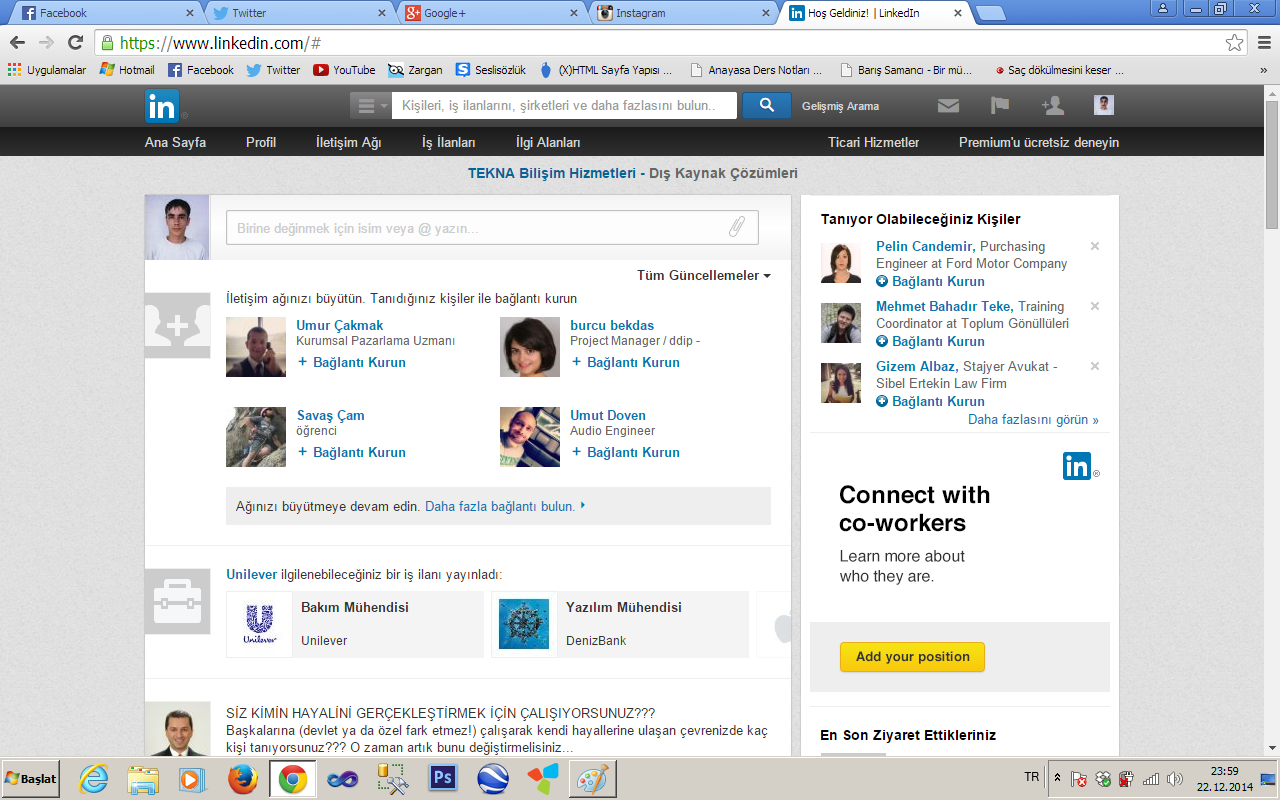 Facebook
Twitter
Google+
Instagram
Hoş Geldiniz! | LinkedIn
https://www.linkedin.com/#
Uygulamalar
Hotmail
Facebook
Twitter
YouTube
Zargan
Seslisözlük
(X)HTML Sayfa Yapısı ...
Anayasa Ders Notları ...
Barış Samancı - Bir mü...
Saç dökülmesini keser ...
»
in
Kişileri, iş ilanlarını, şirketleri ve daha fazlasını bulun..
Gelişmiş Arama
Ana Sayfa
Profil
İletişim Ağı
İş İlanları
İlgi Alanları
Ticari Hizmetler
Premium'u ücretsiz deneyin
TEKNA Bilişim Hizmetleri - Dış Kaynak Çözümleri
Birine değinmek için isim veya @ yazın...
Tüm Güncellemeler
İletişim ağınızı büyütün. Tanıdığınız kişiler ile bağlantı kurun
Umur Çakmak
Kurumsal Pazarlama Uzmanı
+ Bağlantı Kurun
burcu bekdas
Project Manager / ddip -
+ Bağlantı Kurun
Savaş Çam
öğrenci
+ Bağlantı Kurun
Umut Doven
Audio Engineer
+ Bağlantı Kurun
Ağınızı büyütmeye devam edin. Daha fazla bağlantı bulun.
Unilever ilgilenebileceğiniz bir iş ilanı yayınladı:
Unilever
Bakım Mühendisi
Unilever
Yazılım Mühendisi
DenizBank
SİZ KİMİN HAYALİNİ GERÇEKLEŞTİRMEK İÇİN ÇALIŞIYORSUNUZ???
Başkalarına (devlet ya da özel fark etmez!) çalışarak kendi hayallerine ulaşan çevrenizde kaç
kişi tanıyorsunuz??? O zaman artık bunu değiştirmelisiniz...
Tanıyor Olabileceğiniz Kişiler
Pelin Candemir, Purchasing
Engineer at Ford Motor Company
Bağlantı Kurun
Mehmet Bahadır Teke, Training
Coordinator at Toplum Gönüllüleri
Bağlantı Kurun
Gizem Albaz, Stajyer Avukat -
Sibel Ertekin Law Firm
Bağlantı Kurun
Daha fazlasını görün »
in®
Connect with
co-workers
Learn more about
who they are.
Add your position
En Son Ziyaret Ettikleriniz
Başlat
Ps
TR
23:59
22.12.2014